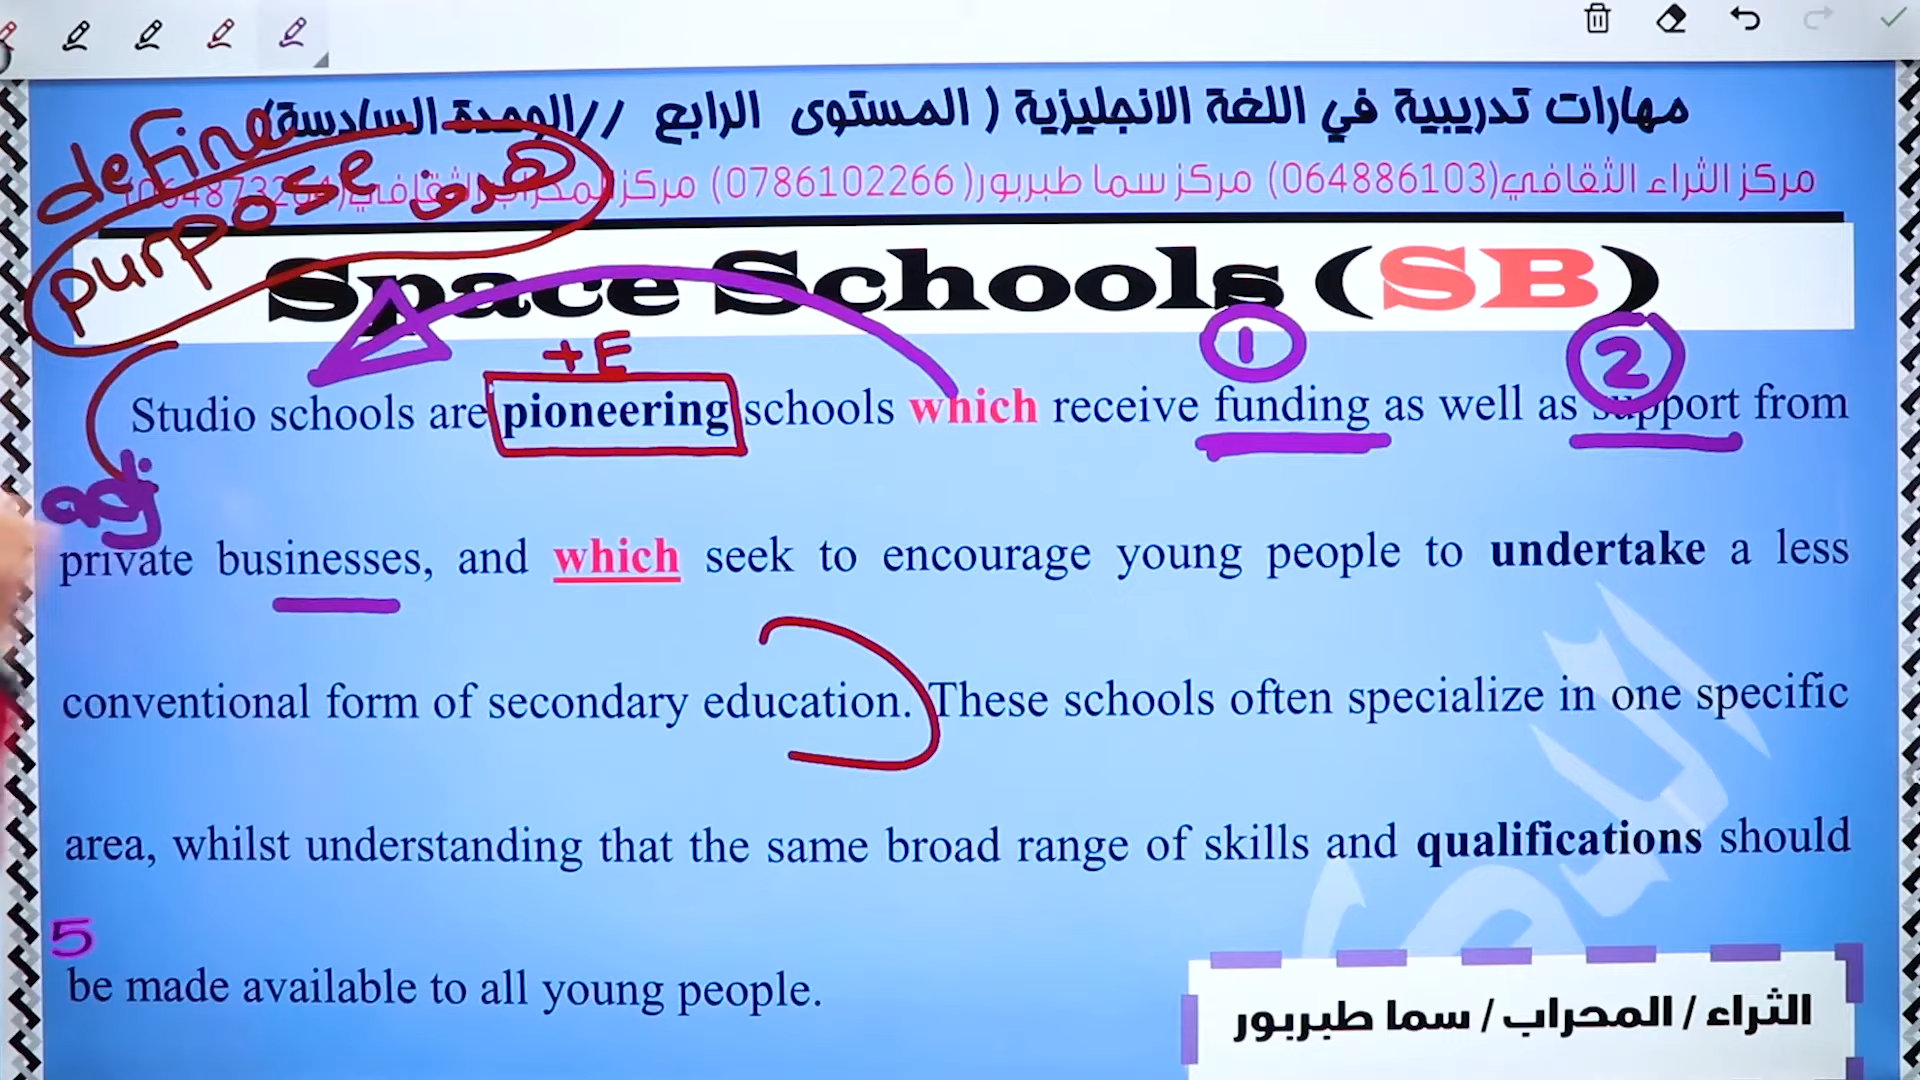 مهارات تدريبية في اللغة الانجليزية ( المستوى الرابع // الوحدة السادسة)
define
مركز الثراء الثقافي(064886103) مركز سما طبربور(0786102266) مركز المحراب الثقافي
purpose هدف
Space Schools (SB)
+E
1
2
Studio schools are pioneering schools which receive funding as well as support from
adj
private businesses, and which seek to encourage young people to undertake a less
conventional form of secondary education. These schools often specialize in one specific
area, whilst understanding that the same broad range of skills and qualifications should
5
be made available to all young people.
الثراء / المحراب / سما طبربور